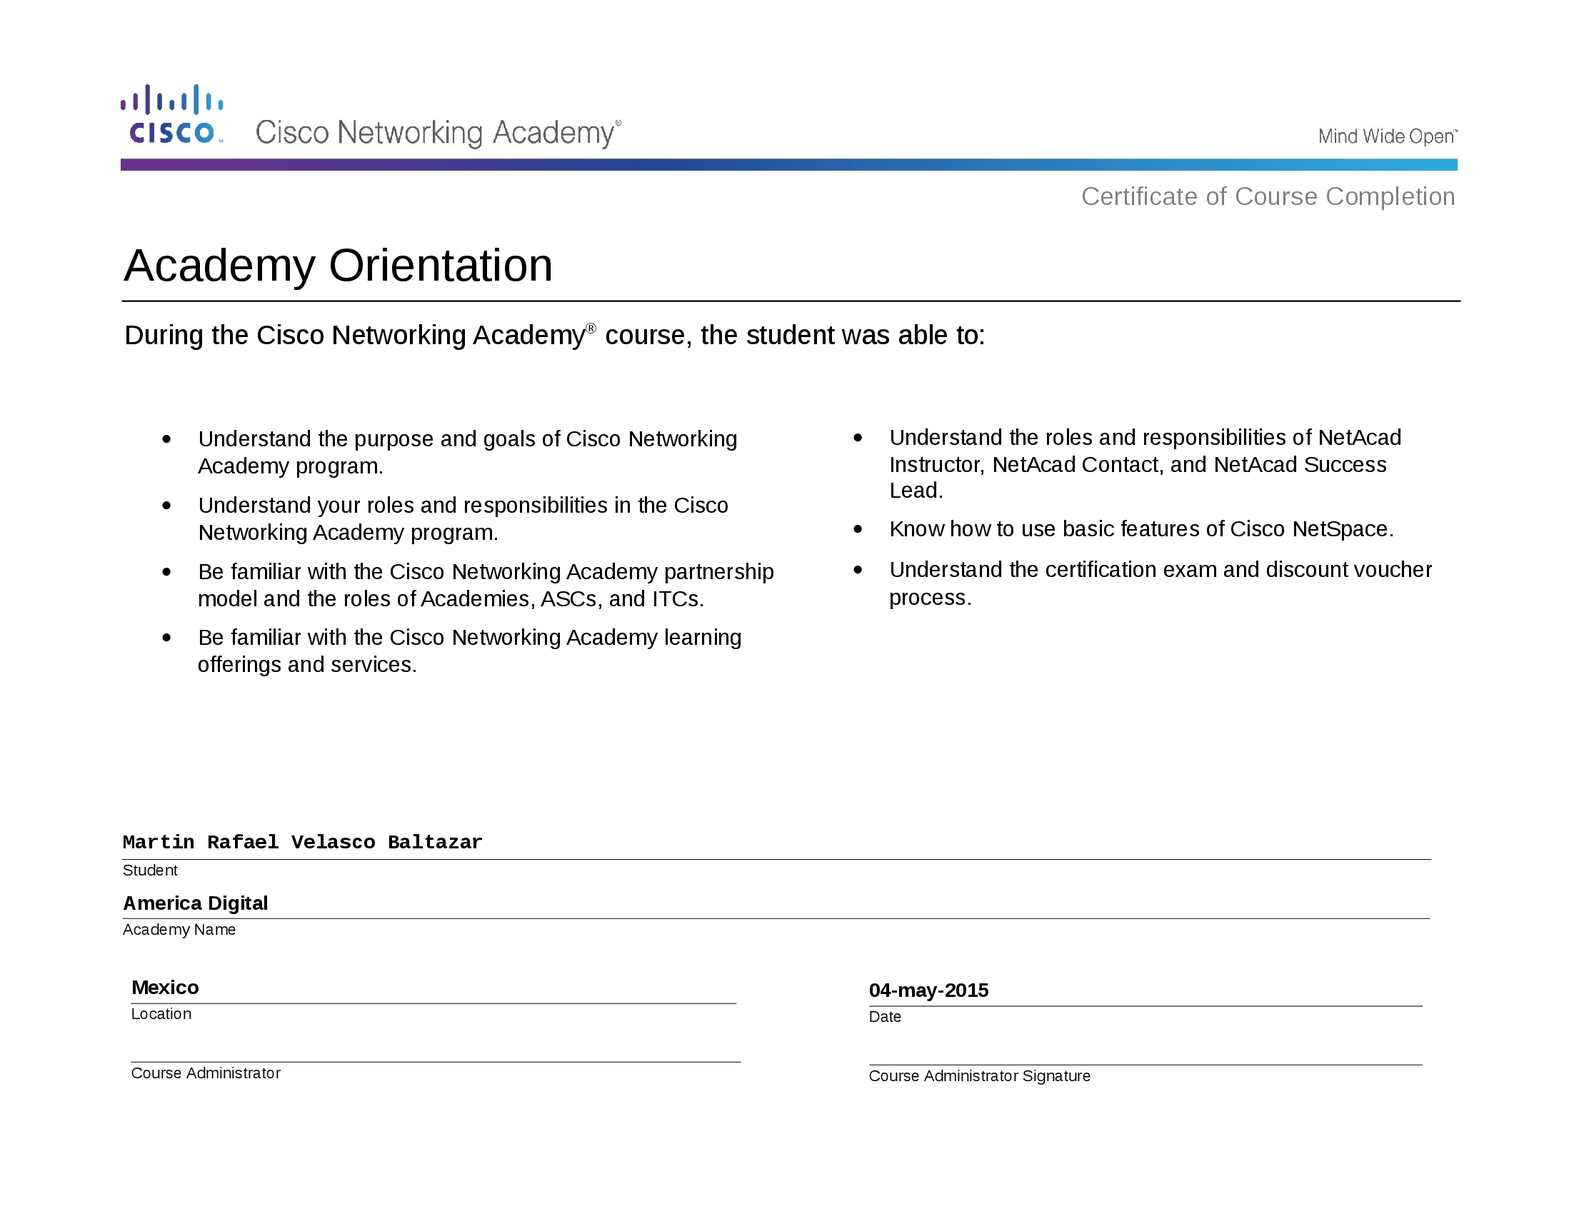 CISCO™ Cisco Networking Academy®
Mind Wide Open™
Certificate of Course Completion
Academy Orientation
During the Cisco Networking Academy® course, the student was able to:
• Understand the purpose and goals of Cisco Networking
Academy program.
• Understand your roles and responsibilities in the Cisco
Networking Academy program.
• Be familiar with the Cisco Networking Academy partnership
model and the roles of Academies, ASCs, and ITCs.
• Be familiar with the Cisco Networking Academy learning
offerings and services.
• Understand the roles and responsibilities of NetAcad
Instructor, NetAcad Contact, and NetAcad Success
Lead.
• Know how to use basic features of Cisco NetSpace.
• Understand the certification exam and discount voucher
process.
Martin Rafael Velasco Baltazar
Student
America Digital
Academy Name
Mexico
Location
04-may-2015
Date
Course Administrator
Course Administrator Signature